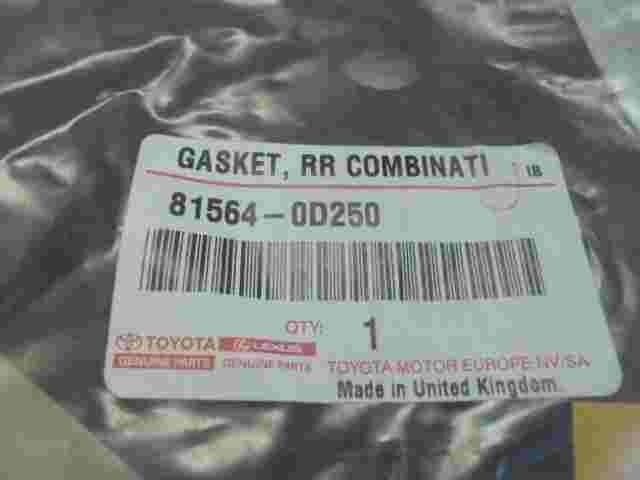 GASKET, RR COMBINATI IB
81564-0D250
QTY: 1
TOYOTA LEXUS
GENUINE PARTS GENUINE PARTS TOYOTA MOTOR EUROPE NV/SA
Made in United Kingdom.